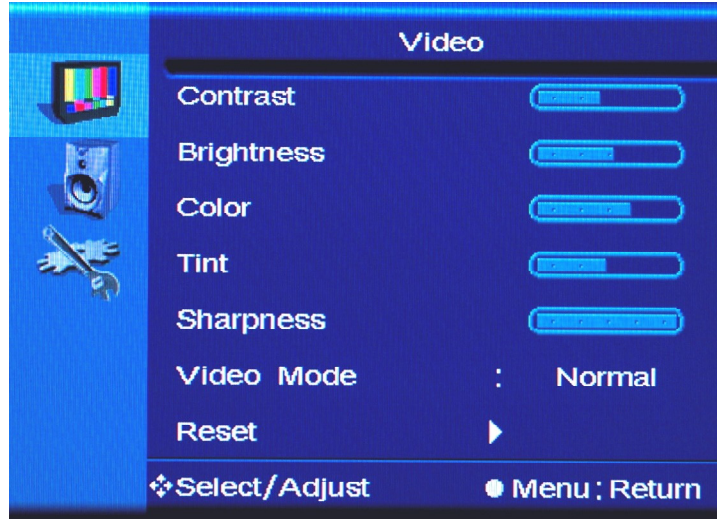 Video
Contrast
Brightness
Color
Tint
Sharpness
Video Mode : Normal
Reset
Select/Adjust Menu : Return